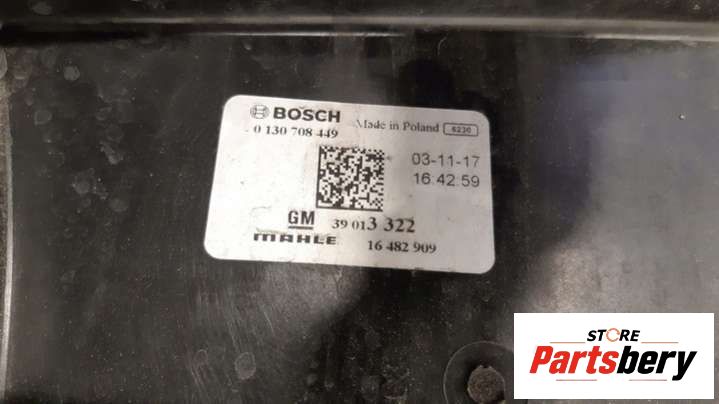 BOSCH
Made in Poland 6230
0 130 708 449
03-11-17
16:42:59
GM 39 013 322
MAHLE 16 482 909
STORE
Partsbery